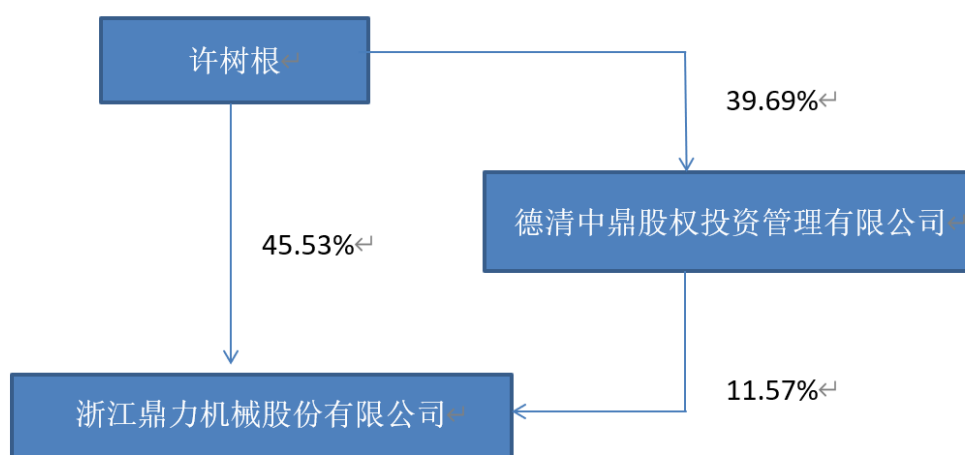 许树根
39.69%
德清中鼎股权投资管理有限公司
45.53%
11.57%
浙江鼎力机械股份有限公司